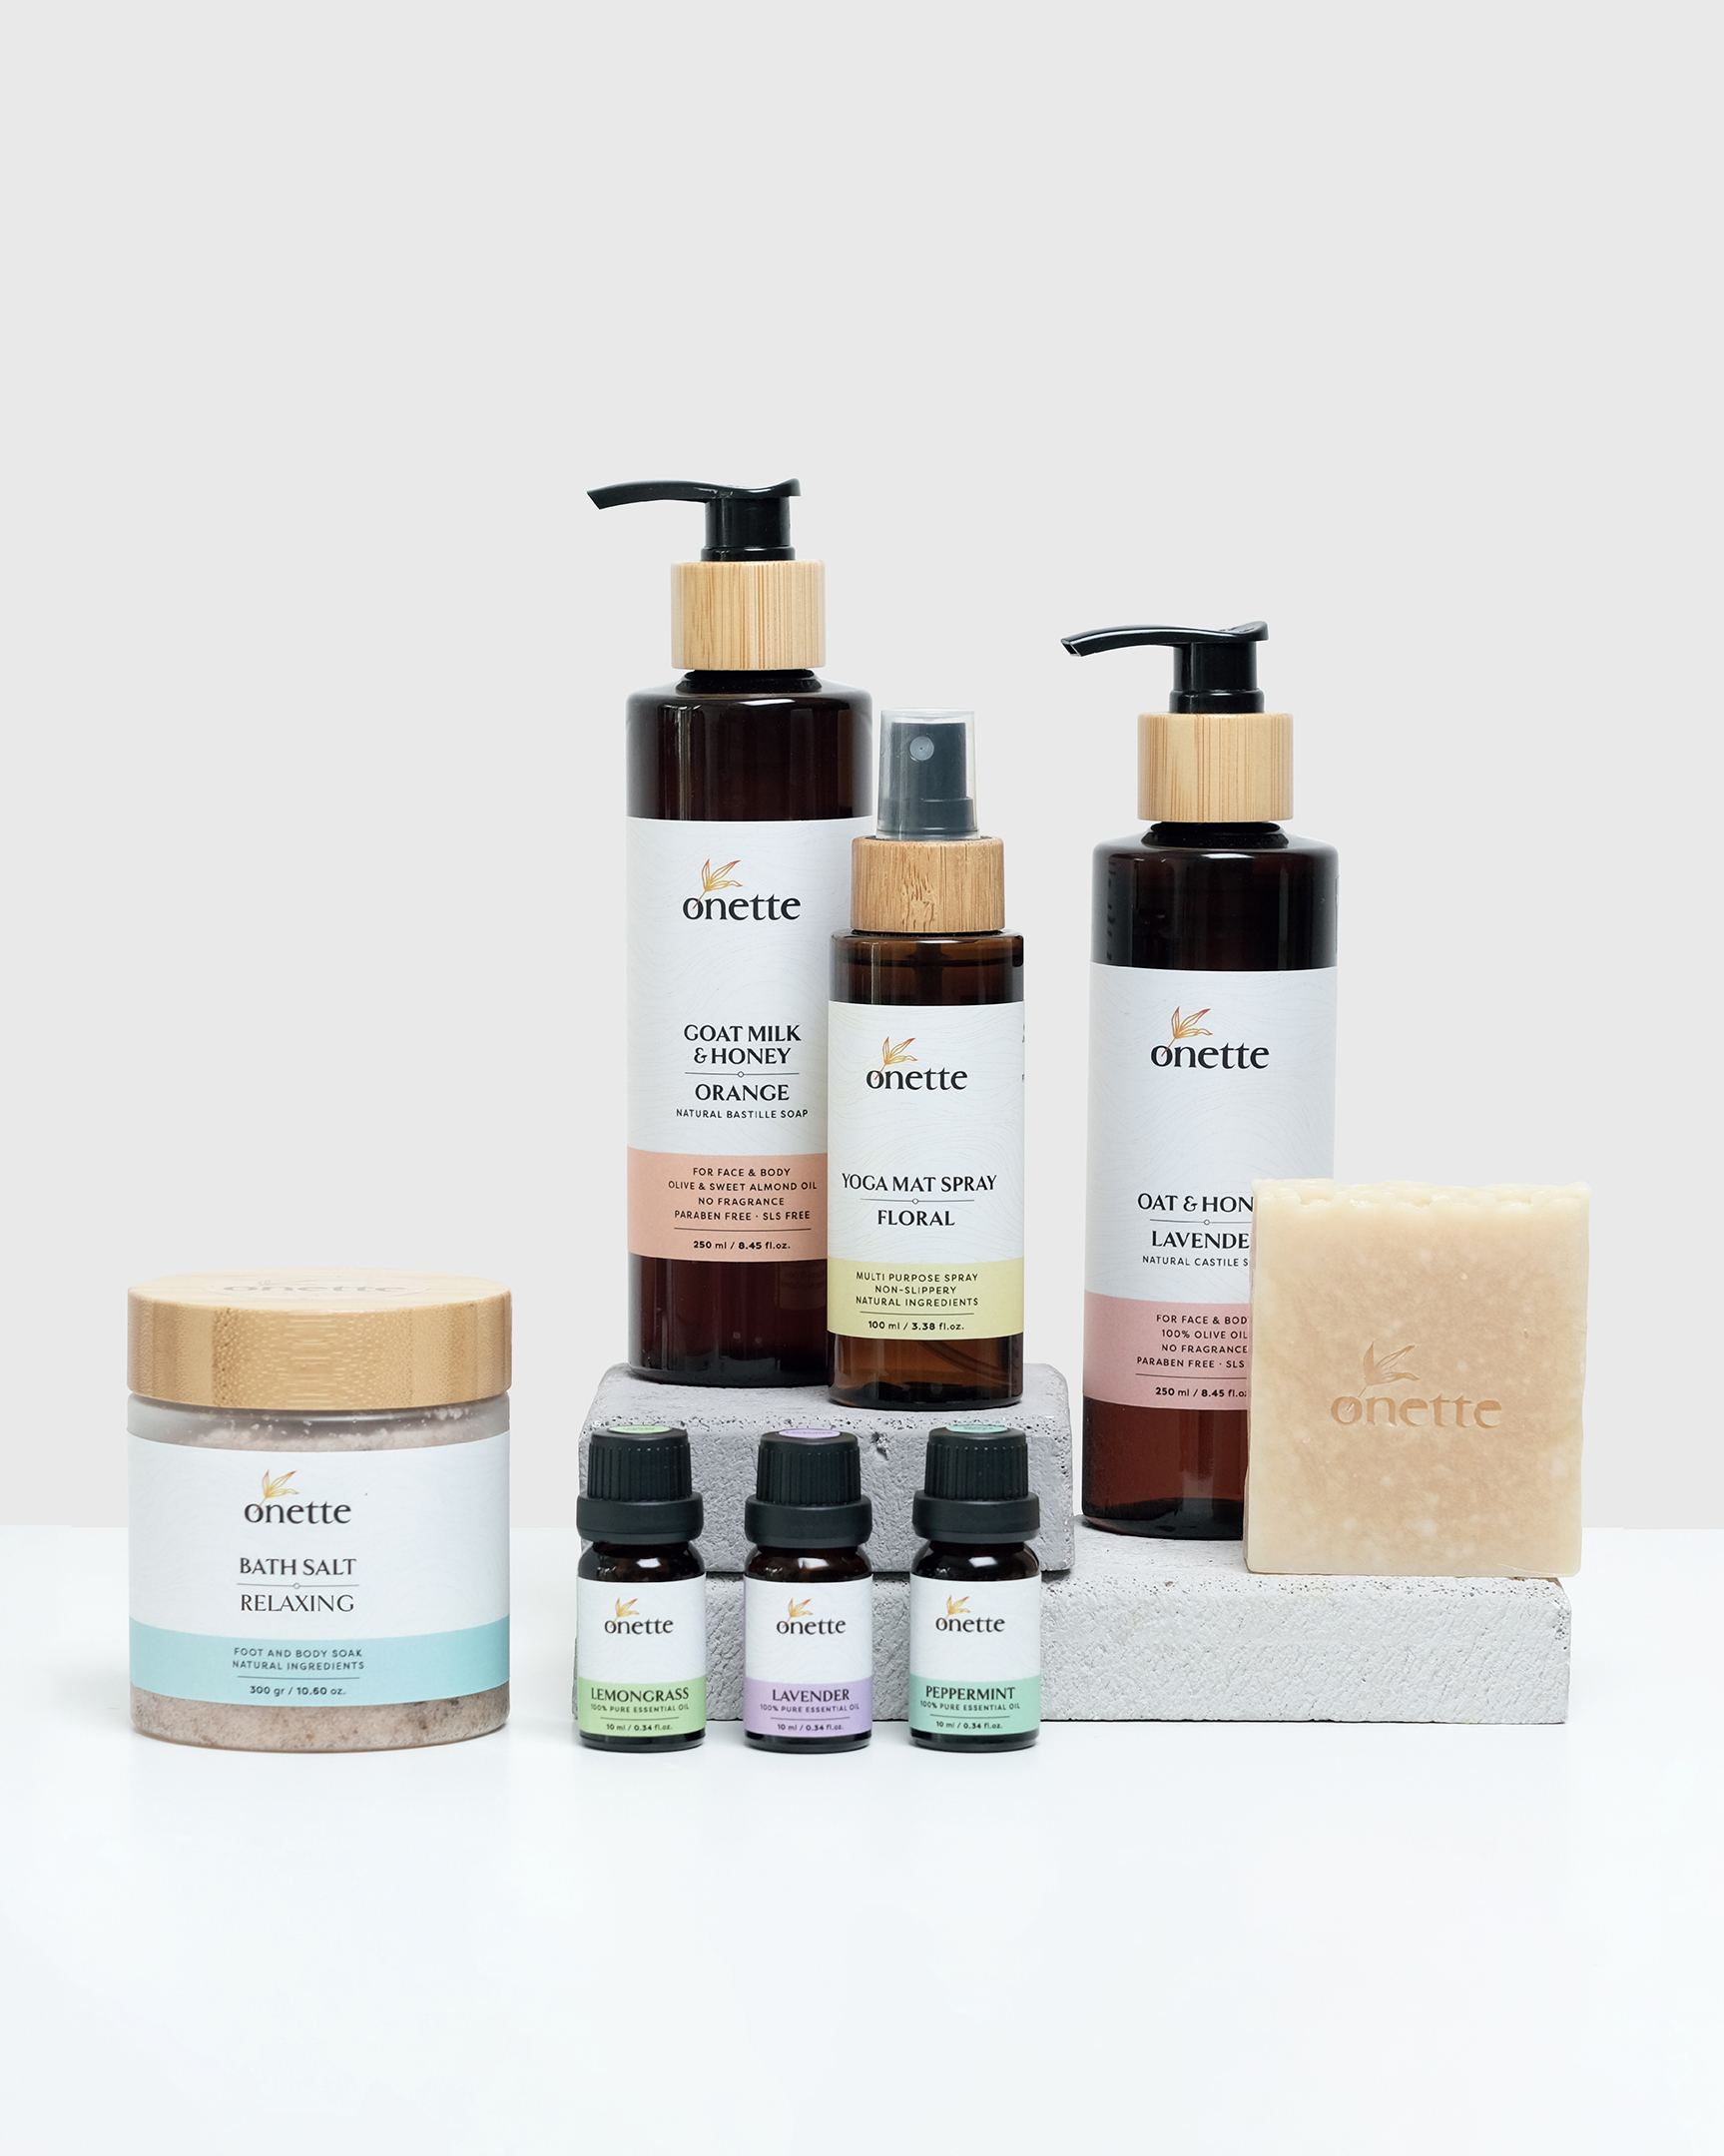 onette
GOAT MILK
& HONEY
ORANGE
NATURAL BASTILLE SOAP
FOR FACE & BODY
OLIVE & SWEET ALMOND OIL
NO FRAGRANCE
PARABEN FREE · SLS FREE
250 ml / 8.45 fl.oz.
onette
YOGA MAT SPRAY
FLORAL
MULTI PURPOSE SPRAY
NON-SLIPPERY
NATURAL INGREDIENTS
100 ml / 3.38 fl.oz.
onette
OAT & HON
LAVENDE
NATURAL CASTILE S
FOR FACE & BODY
100% OLIVE OIL
NO FRAGRANCE
PARABEN FREE · SLS
250 ml / 8.45 fl.oz
onette
onette
onette
BATH SALT
RELAXING
FOOT AND BODY SOAK
NATURAL INGREDIENTS
300 gr / 10.60 oz.
onette
LEMONGRASS
100% PURE ESSENTIAL OIL
10 ml / 0.34 fl.oz.
onette
LAVENDER
100% PURE ESSENTIAL OIL
10 ml / 0.34 fl.oz.
onette
PEPPERMINT
100% PURE ESSENTIAL OIL
10 ml / 0.34 fl.oz.